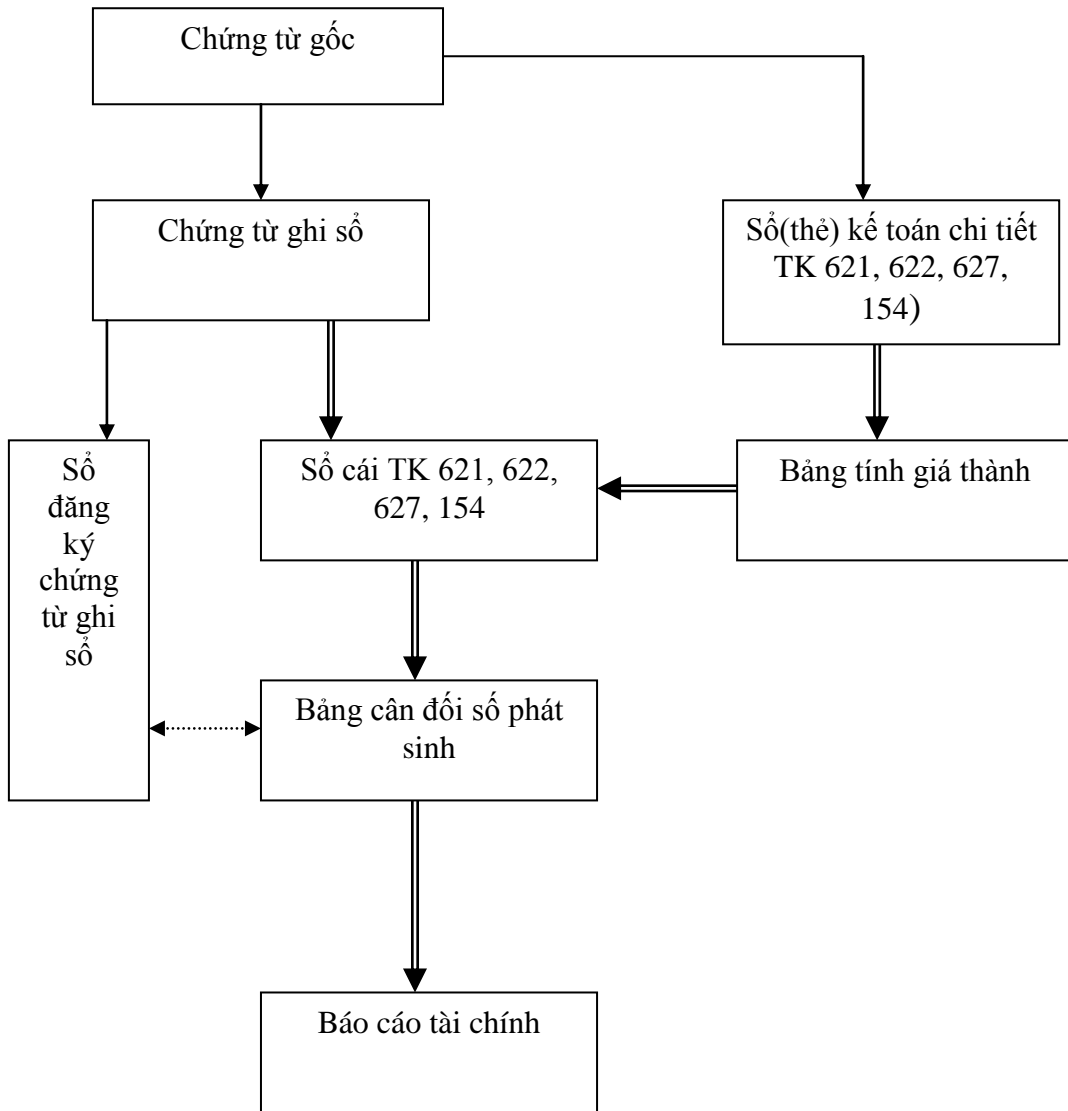 Chứng từ gốc
Chứng từ ghi sổ
Sổ(thẻ) kế toán chi tiết
TK 621, 622, 627,
154)
Sổ
đăng
ký
chứng
từ ghi
sổ
Sổ cái TK 621, 622,
627, 154
Bảng tính giá thành
Bảng cân đối số phát
sinh
Báo cáo tài chính